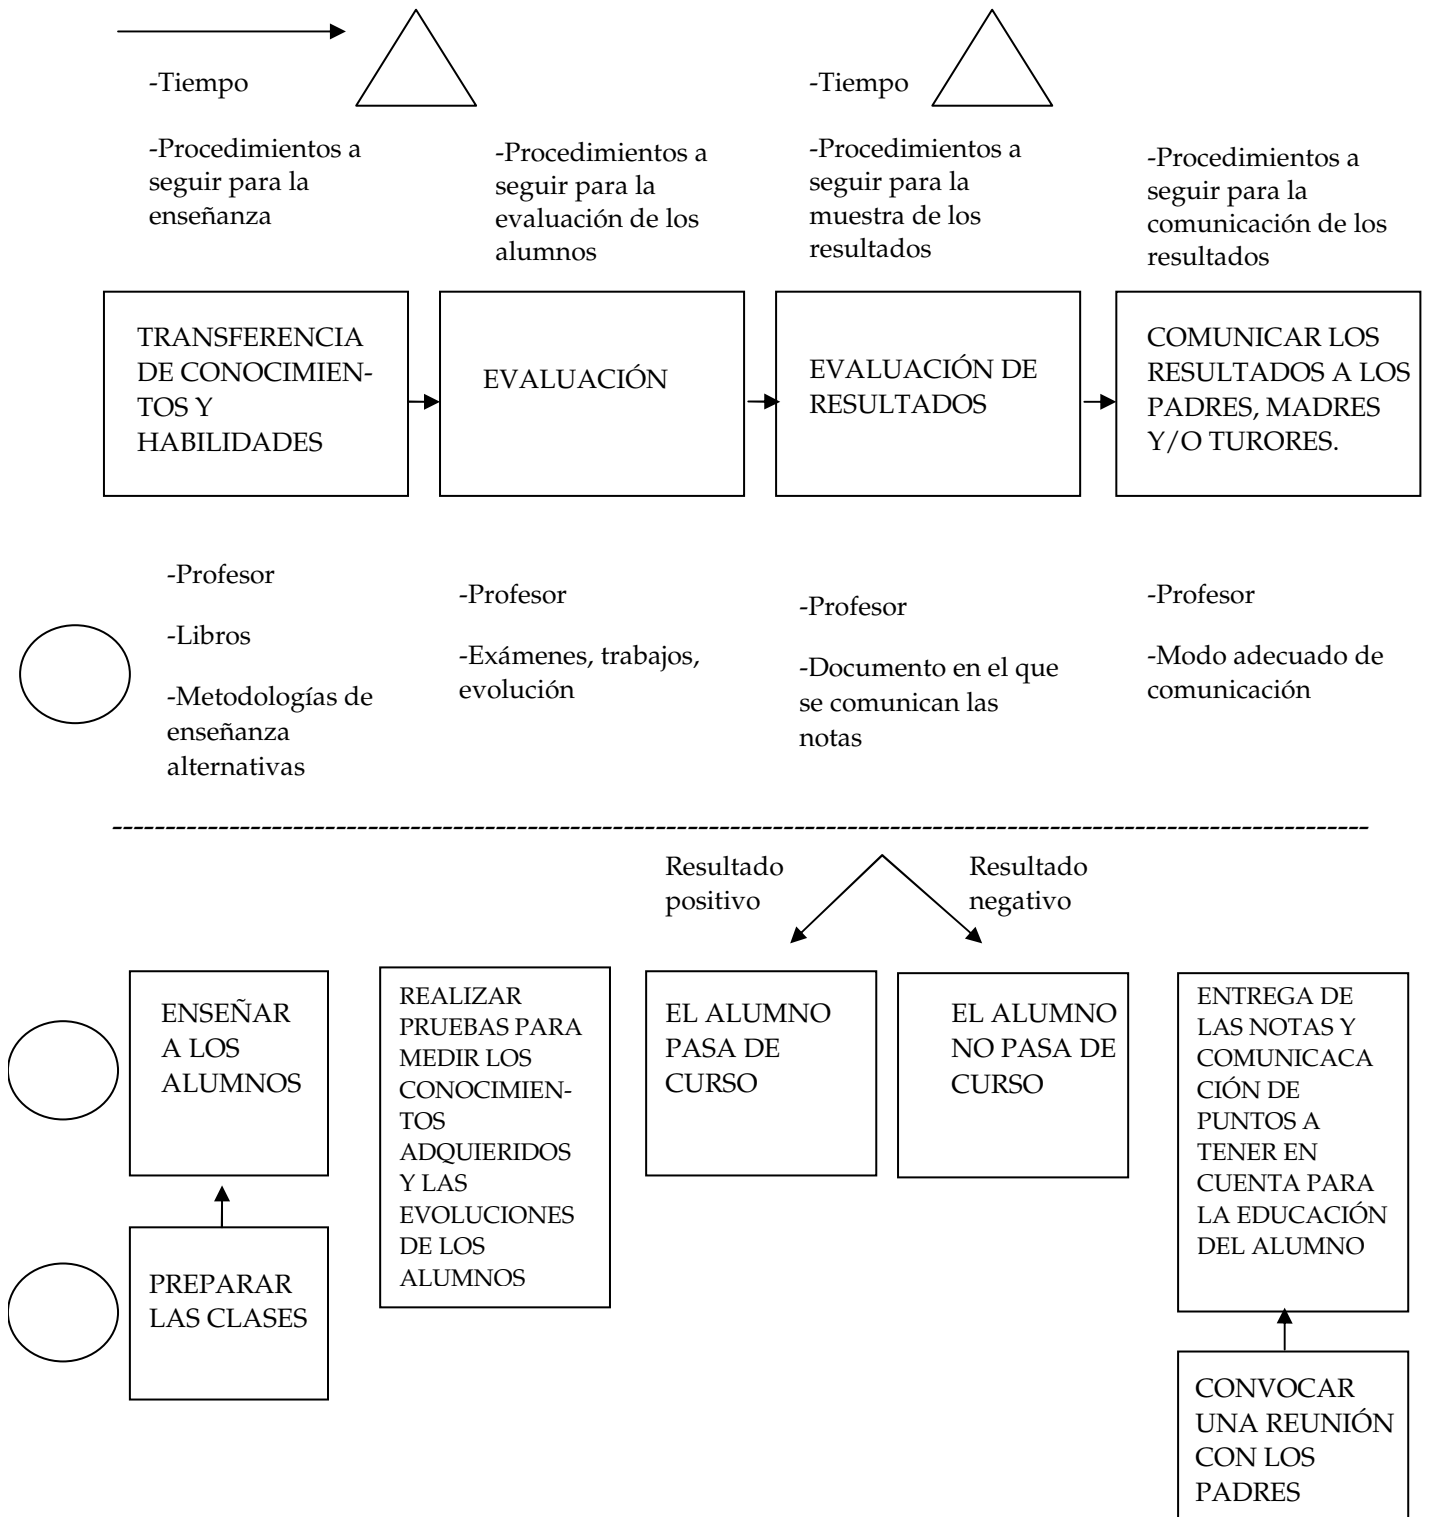 -Tiempo
-Procedimientos a
seguir para la
enseñanza
-Procedimientos a
seguir para la
evaluación de los
alumnos
-Tiempo
-Procedimientos a
seguir para la
muestra de los
resultados
-Procedimientos a
seguir para la
comunicación de los
resultados
TRANSFERENCIA
DE CONOCIMIEN-
TOS Y
HABILIDADES
EVALUACIÓN
EVALUACIÓN DE
RESULTADOS
COMUNICAR LOS
RESULTADOS A LOS
PADRES, MADRES
Y/O TURORES.
-Profesor
-Libros
-Metodologías de
enseñanza
alternativas
-Profesor
-Exámenes, trabajos,
evolución
-Profesor
-Documento en el que
se comunican las
notas
-Profesor
-Modo adecuado de
comunicación
Resultado
positivo
Resultado
negativo
ENSEÑAR
A LOS
ALUMNOS
REALIZAR
PRUEBAS PARA
MEDIR LOS
CONOCIMIEN-
TOS
ADQUIERIDOS
Y LAS
EVOLUCIONES
DE LOS
ALUMNOS
EL ALUMNO
PASA DE
CURSO
EL ALUMNO
NO PASA DE
CURSO
ENTREGA DE
LAS NOTAS Y
COMUNICACA
CIÓN DE
PUNTOS A
TENER EN
CUENTA PARA
LA EDUCACIÓN
DEL ALUMNO
PREPARAR
LAS CLASES
CONVOCAR
UNA REUNIÓN
CON LOS
PADRES